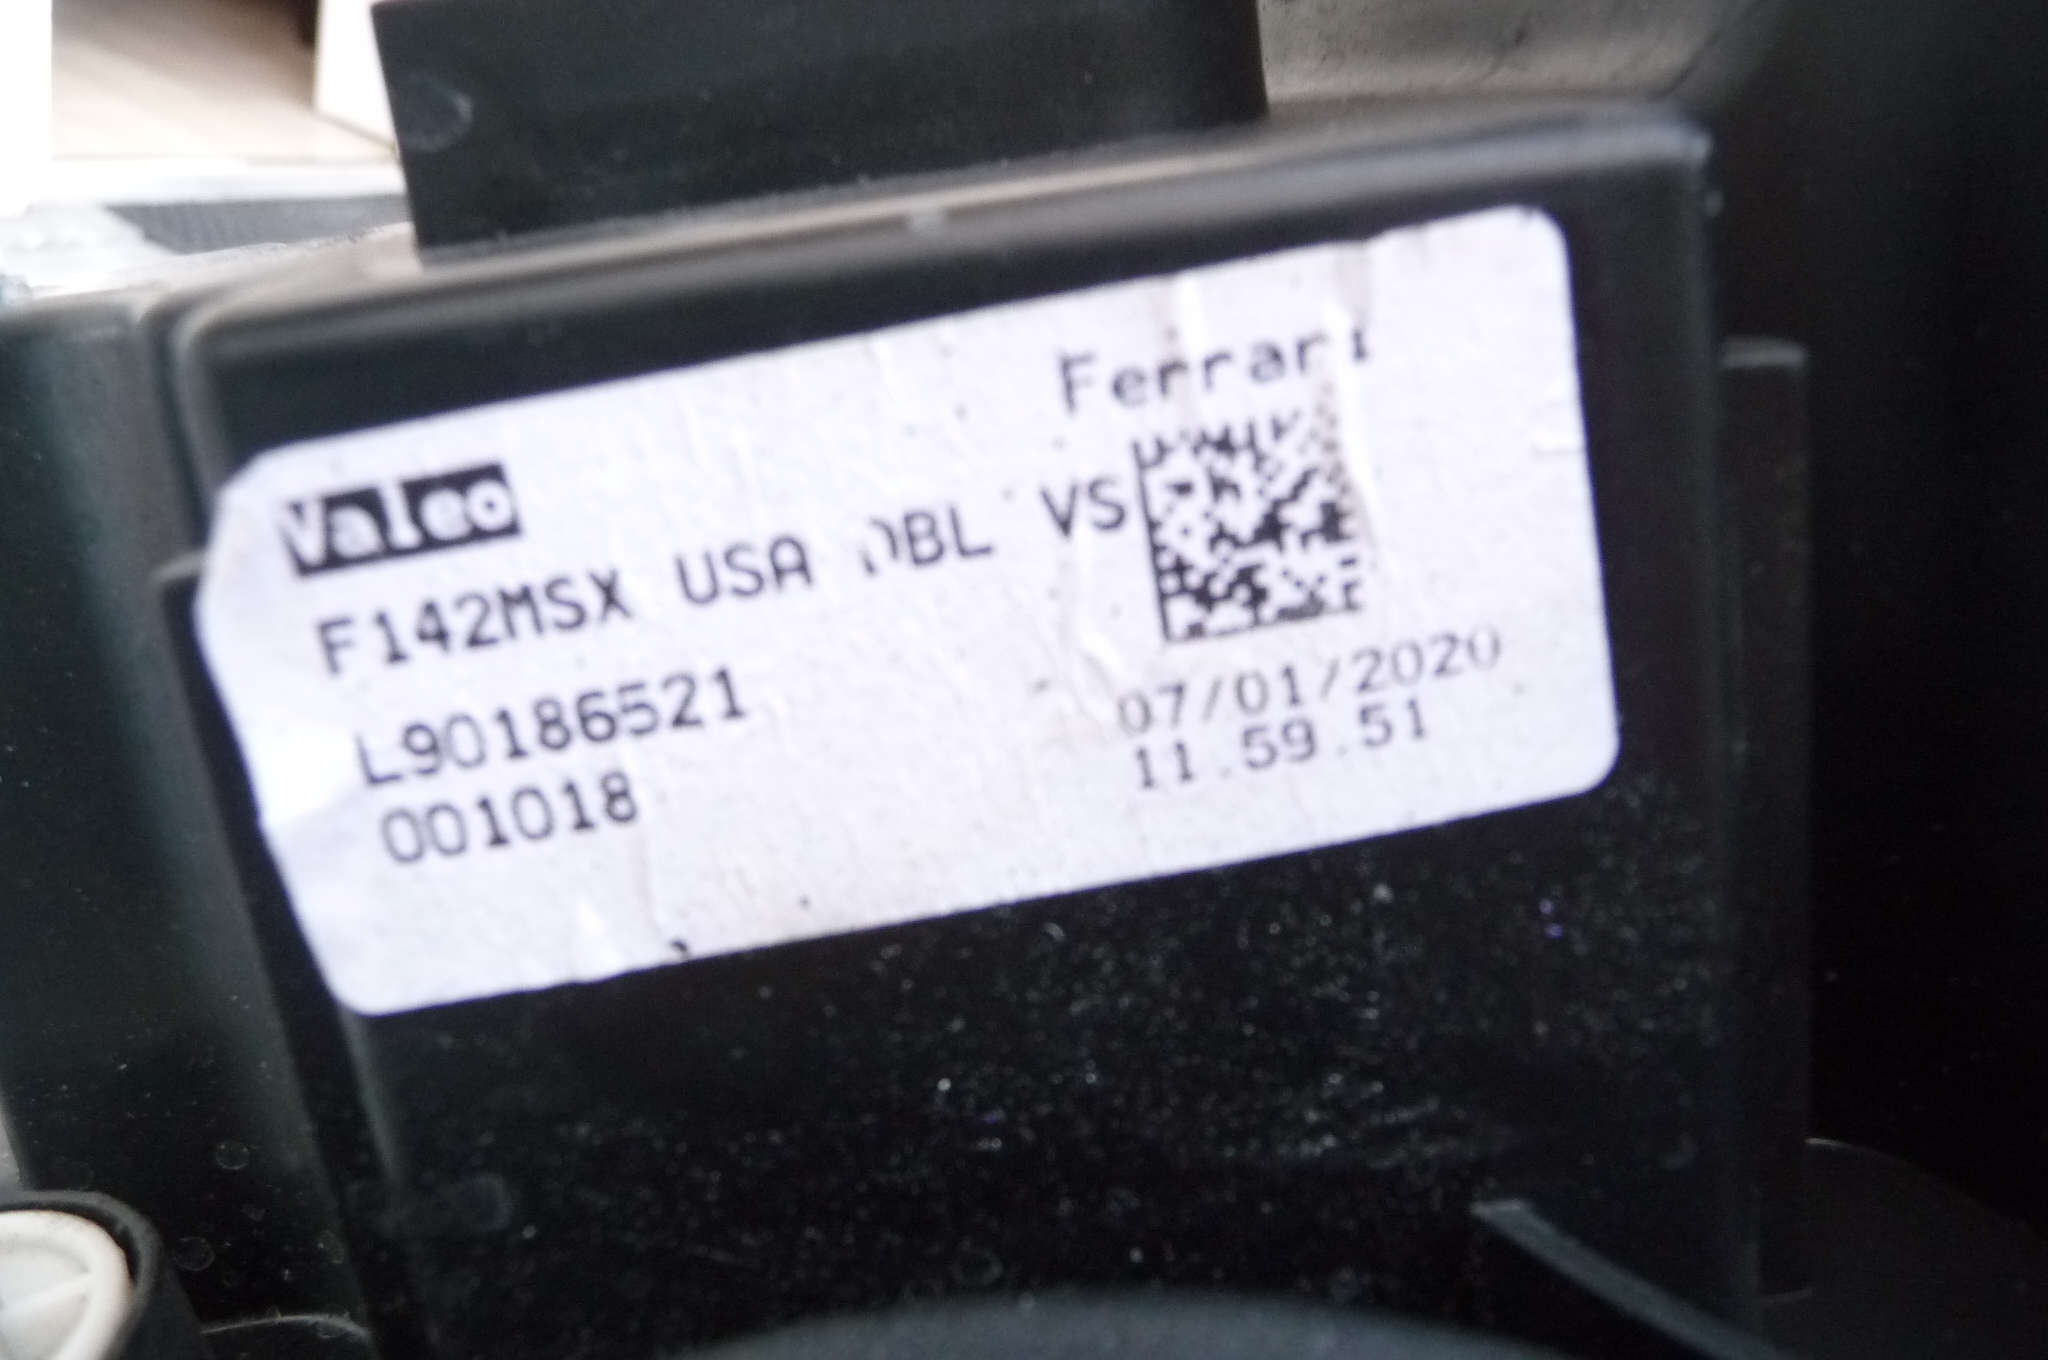 Ferrari
Valeo
F142MSX USA DBL VS
L90186521
001018
07/01/2020
11.59.51